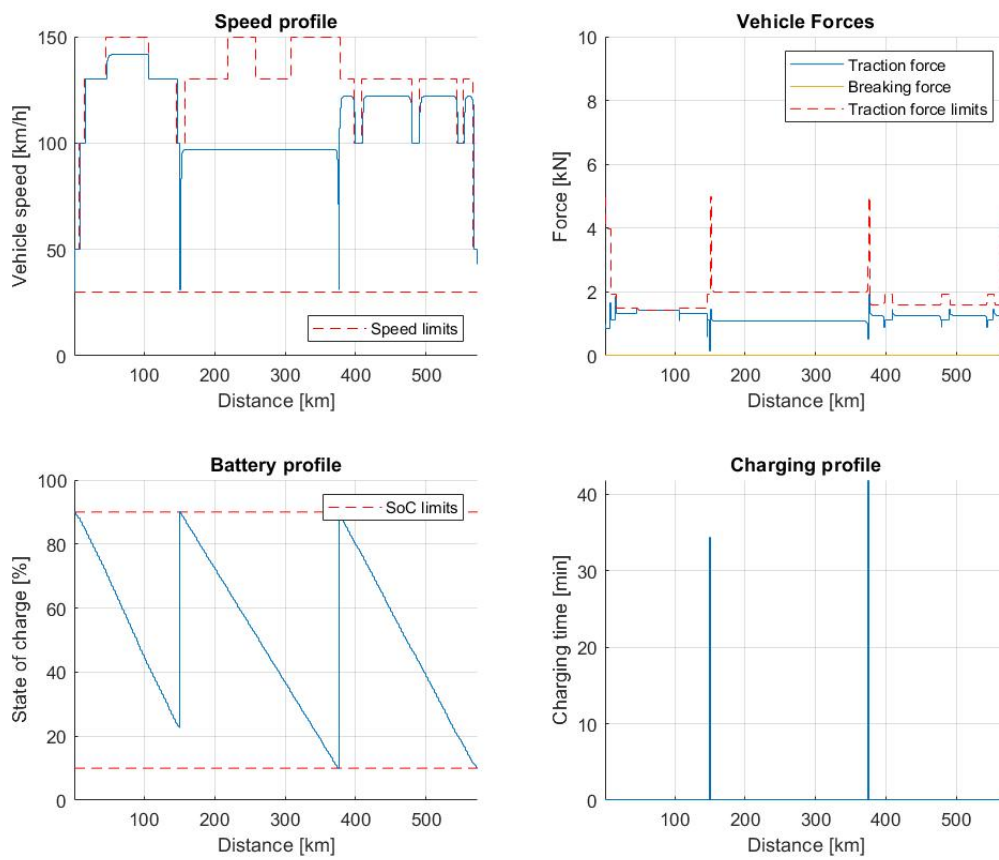 Speed profile
150
100
50
0
Vehicle speed [km/h]
Speed limits
100
200
300
400
500
Distance [km]
Vehicle Forces
10
8
6
4
2
0
Force [kN]
Traction force
Breaking force
Traction force limits
100
200
300
400
500
Distance [km]
Battery profile
100
80
60
40
20
0
State of charge [%]
SoC limits
100
200
300
400
500
Distance [km]
Charging profile
40
30
20
10
0
Charging time [min]
100
200
300
400
500
Distance [km]